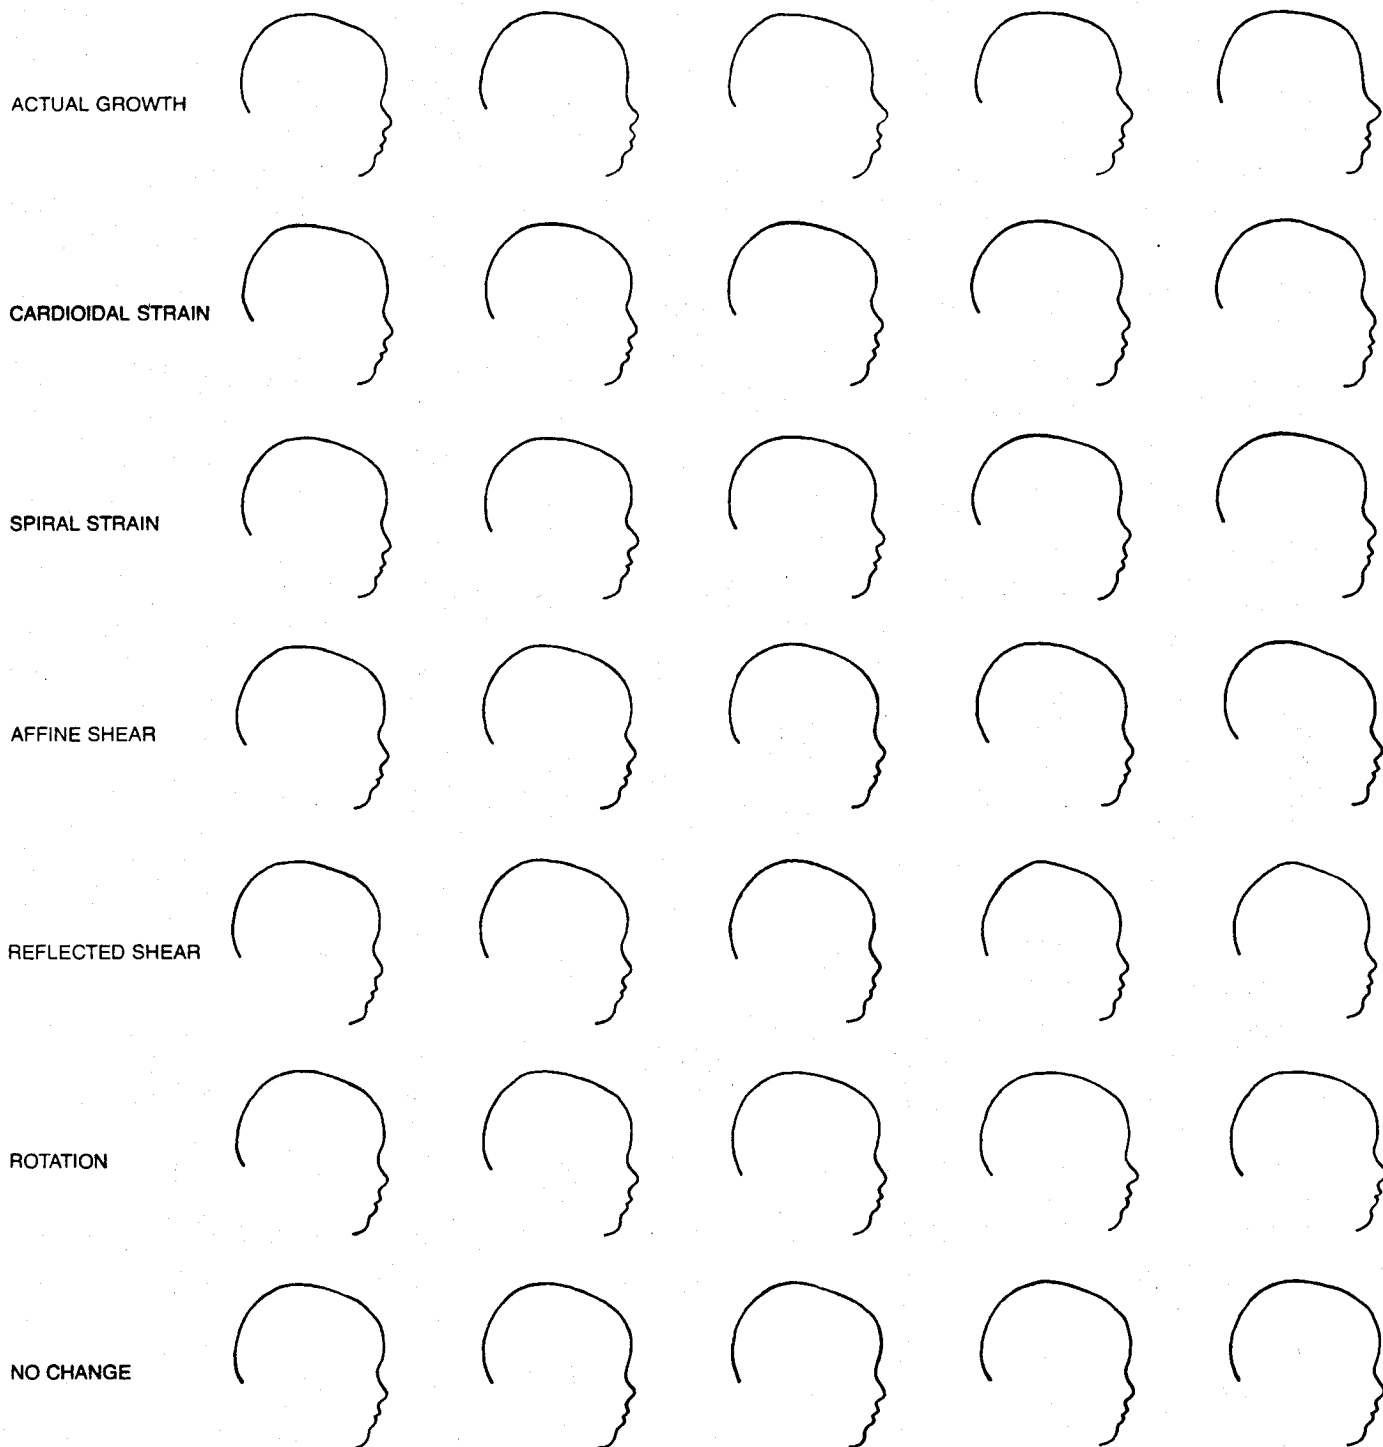 ACTUAL GROWTH
CARDIOIDAL STRAIN
SPIRAL STRAIN
AFFINE SHEAR
REFLECTED SHEAR
ROTATION
NO CHANGE